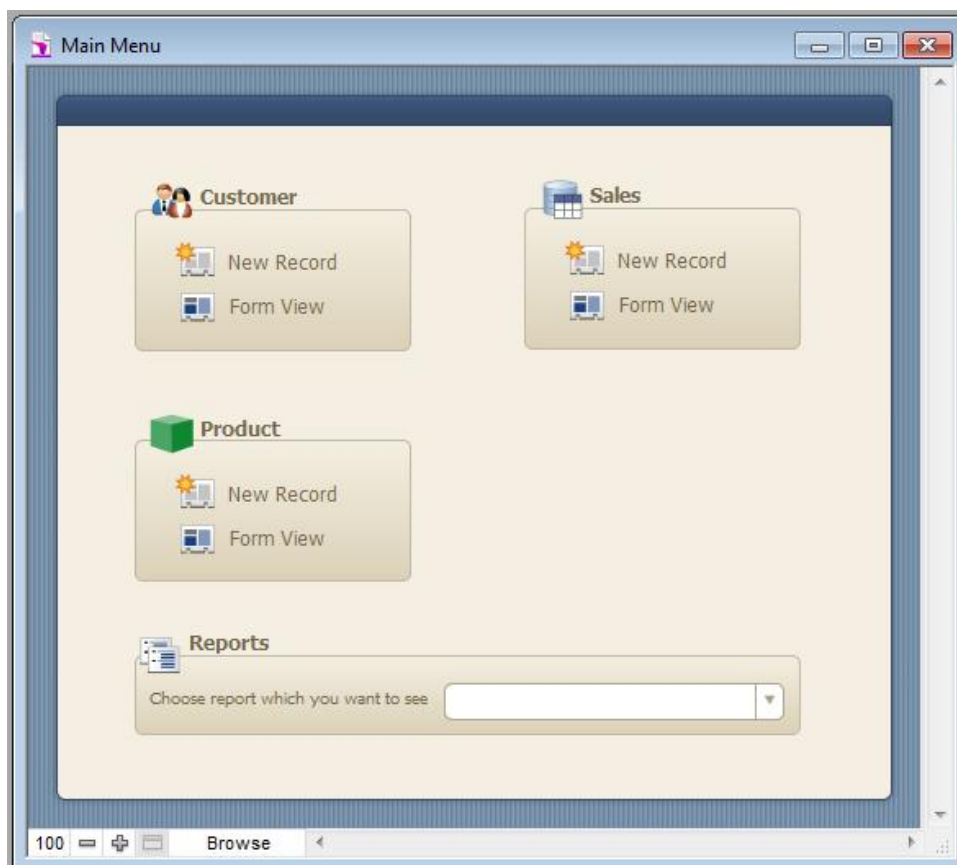 Main Menu
Customer
New Record
Form View
Sales
New Record
Form View
Product
New Record
Form View
Reports
Choose report which you want to see
100
Browse